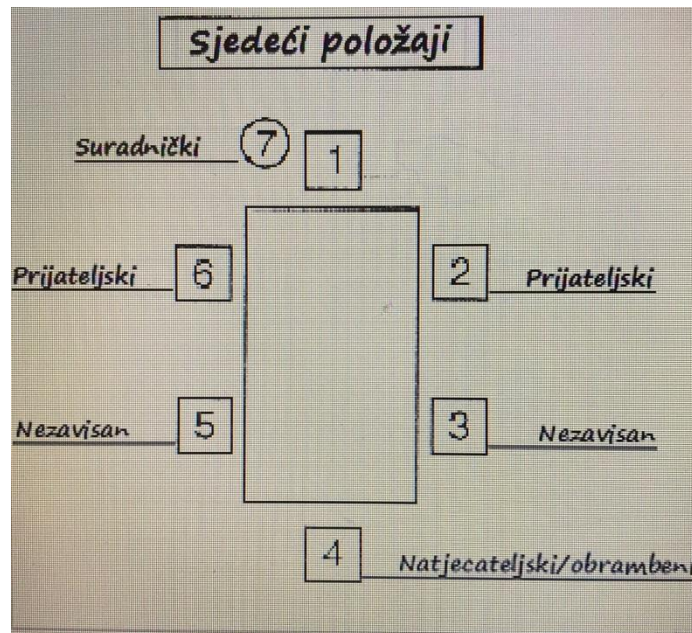 Sjedeći položaji
Suradnički 7 1
Prijateljski 6 2 Prijateljski
Nezavisan 5 3 Nezavisan
4 Natjecateljski/obramben